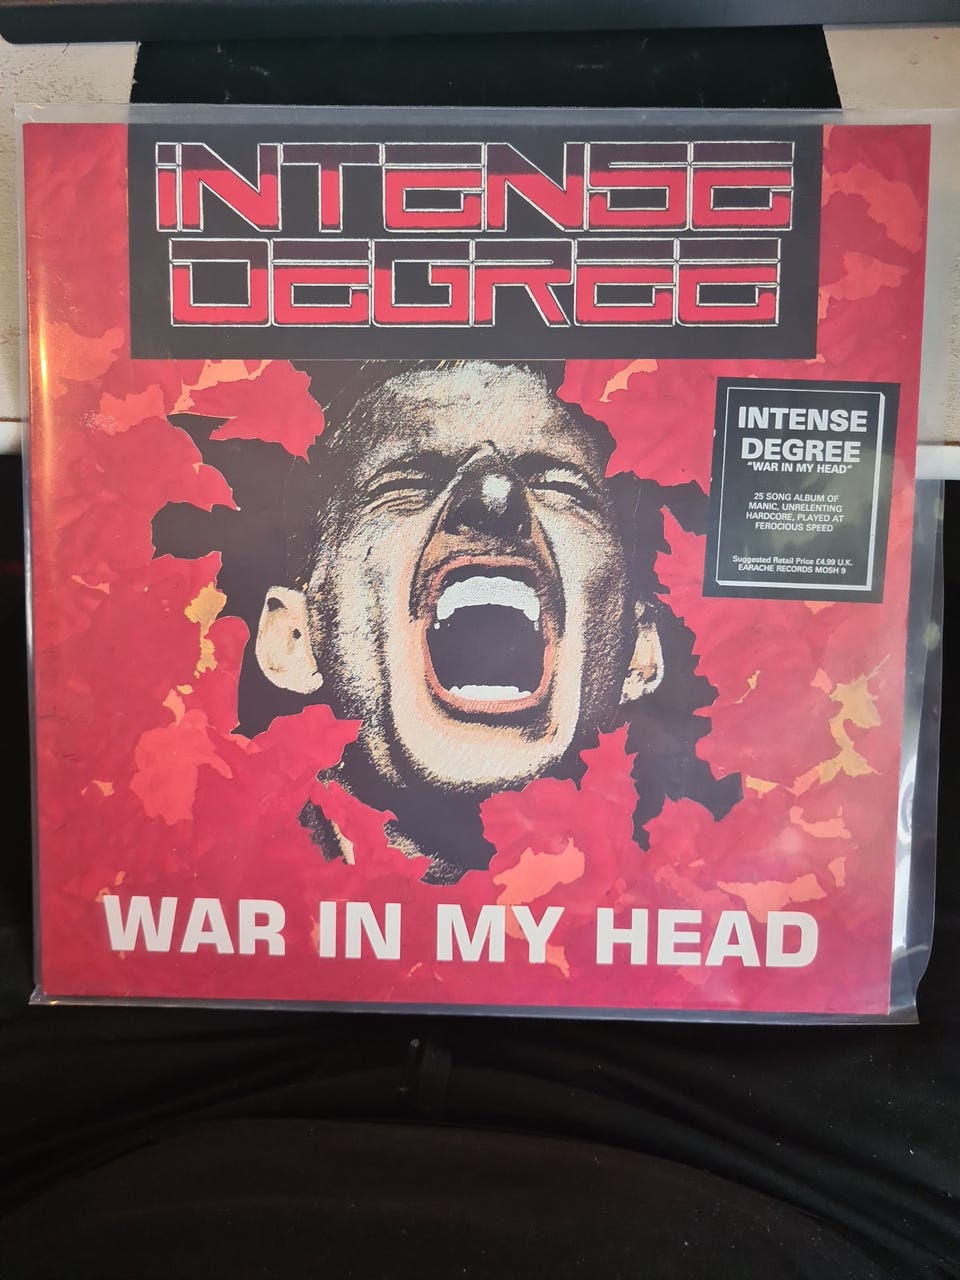 INTENSE
DEGREE
INTENSE
DEGREE
"WAR IN MY HEAD"
25 SONG ALBUM OF
MANIC, UNRELENTING
HARDCORE, PLAYED AT
FEROCIOUS SPEED
Suggested Retail Price £4.99 U.K.
EARACHE RECORDS MOSH 9
WAR IN MY HEAD